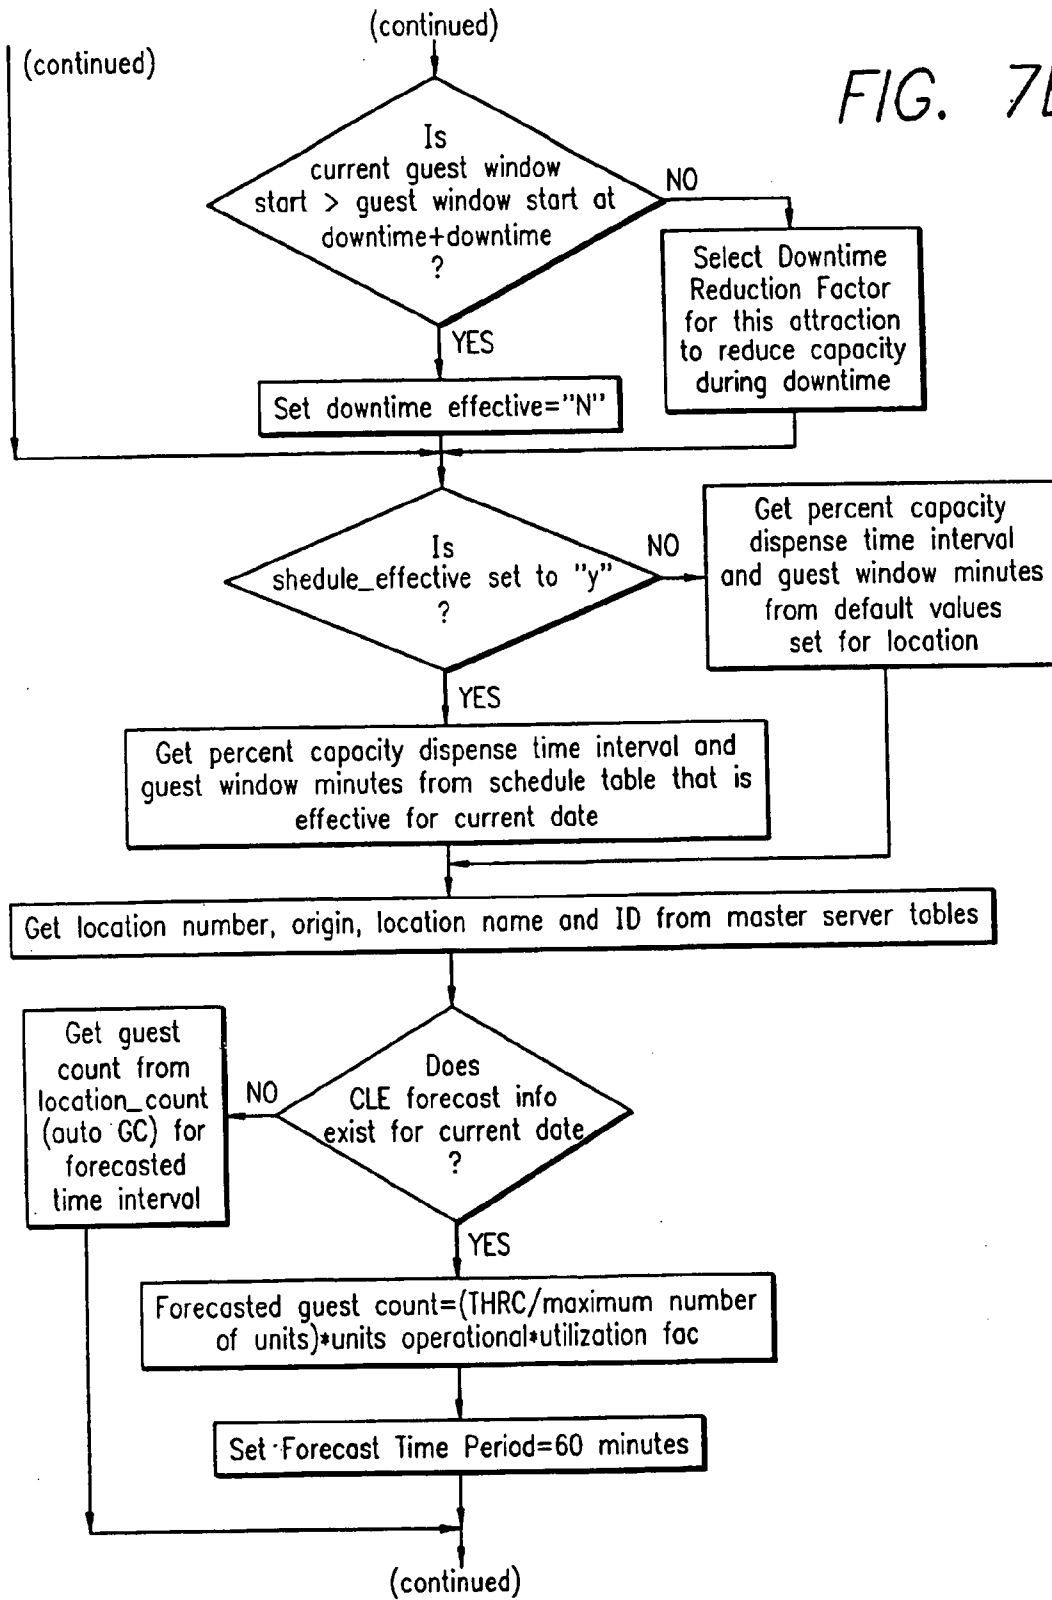 (continued)
(continued)
FIG. 7B
Is
current guest window
start > guest window start at
downtime+downtime
?
NO
Select Downtime
Reduction Factor
for this attraction
to reduce capacity
during downtime
YES
Set downtime effective="N"
Is
shedule_effective set to "y"
?
NO
Get percent capacity
dispense time interval
and guest window minutes
from default values
set for location
YES
Get percent capacity dispense time interval and
guest window minutes from schedule table that is
effective for current date
Get location number, origin, location name and ID from master server tables
Does
CLE forecast info
exist for current date
?
NO
Get guest
count from
location_count
(auto GC) for
forecasted
time interval
YES
Forecasted guest count=(THRC/maximum number
of units)*units operational*utilization fac
Set Forecast Time Period=60 minutes
(continued)